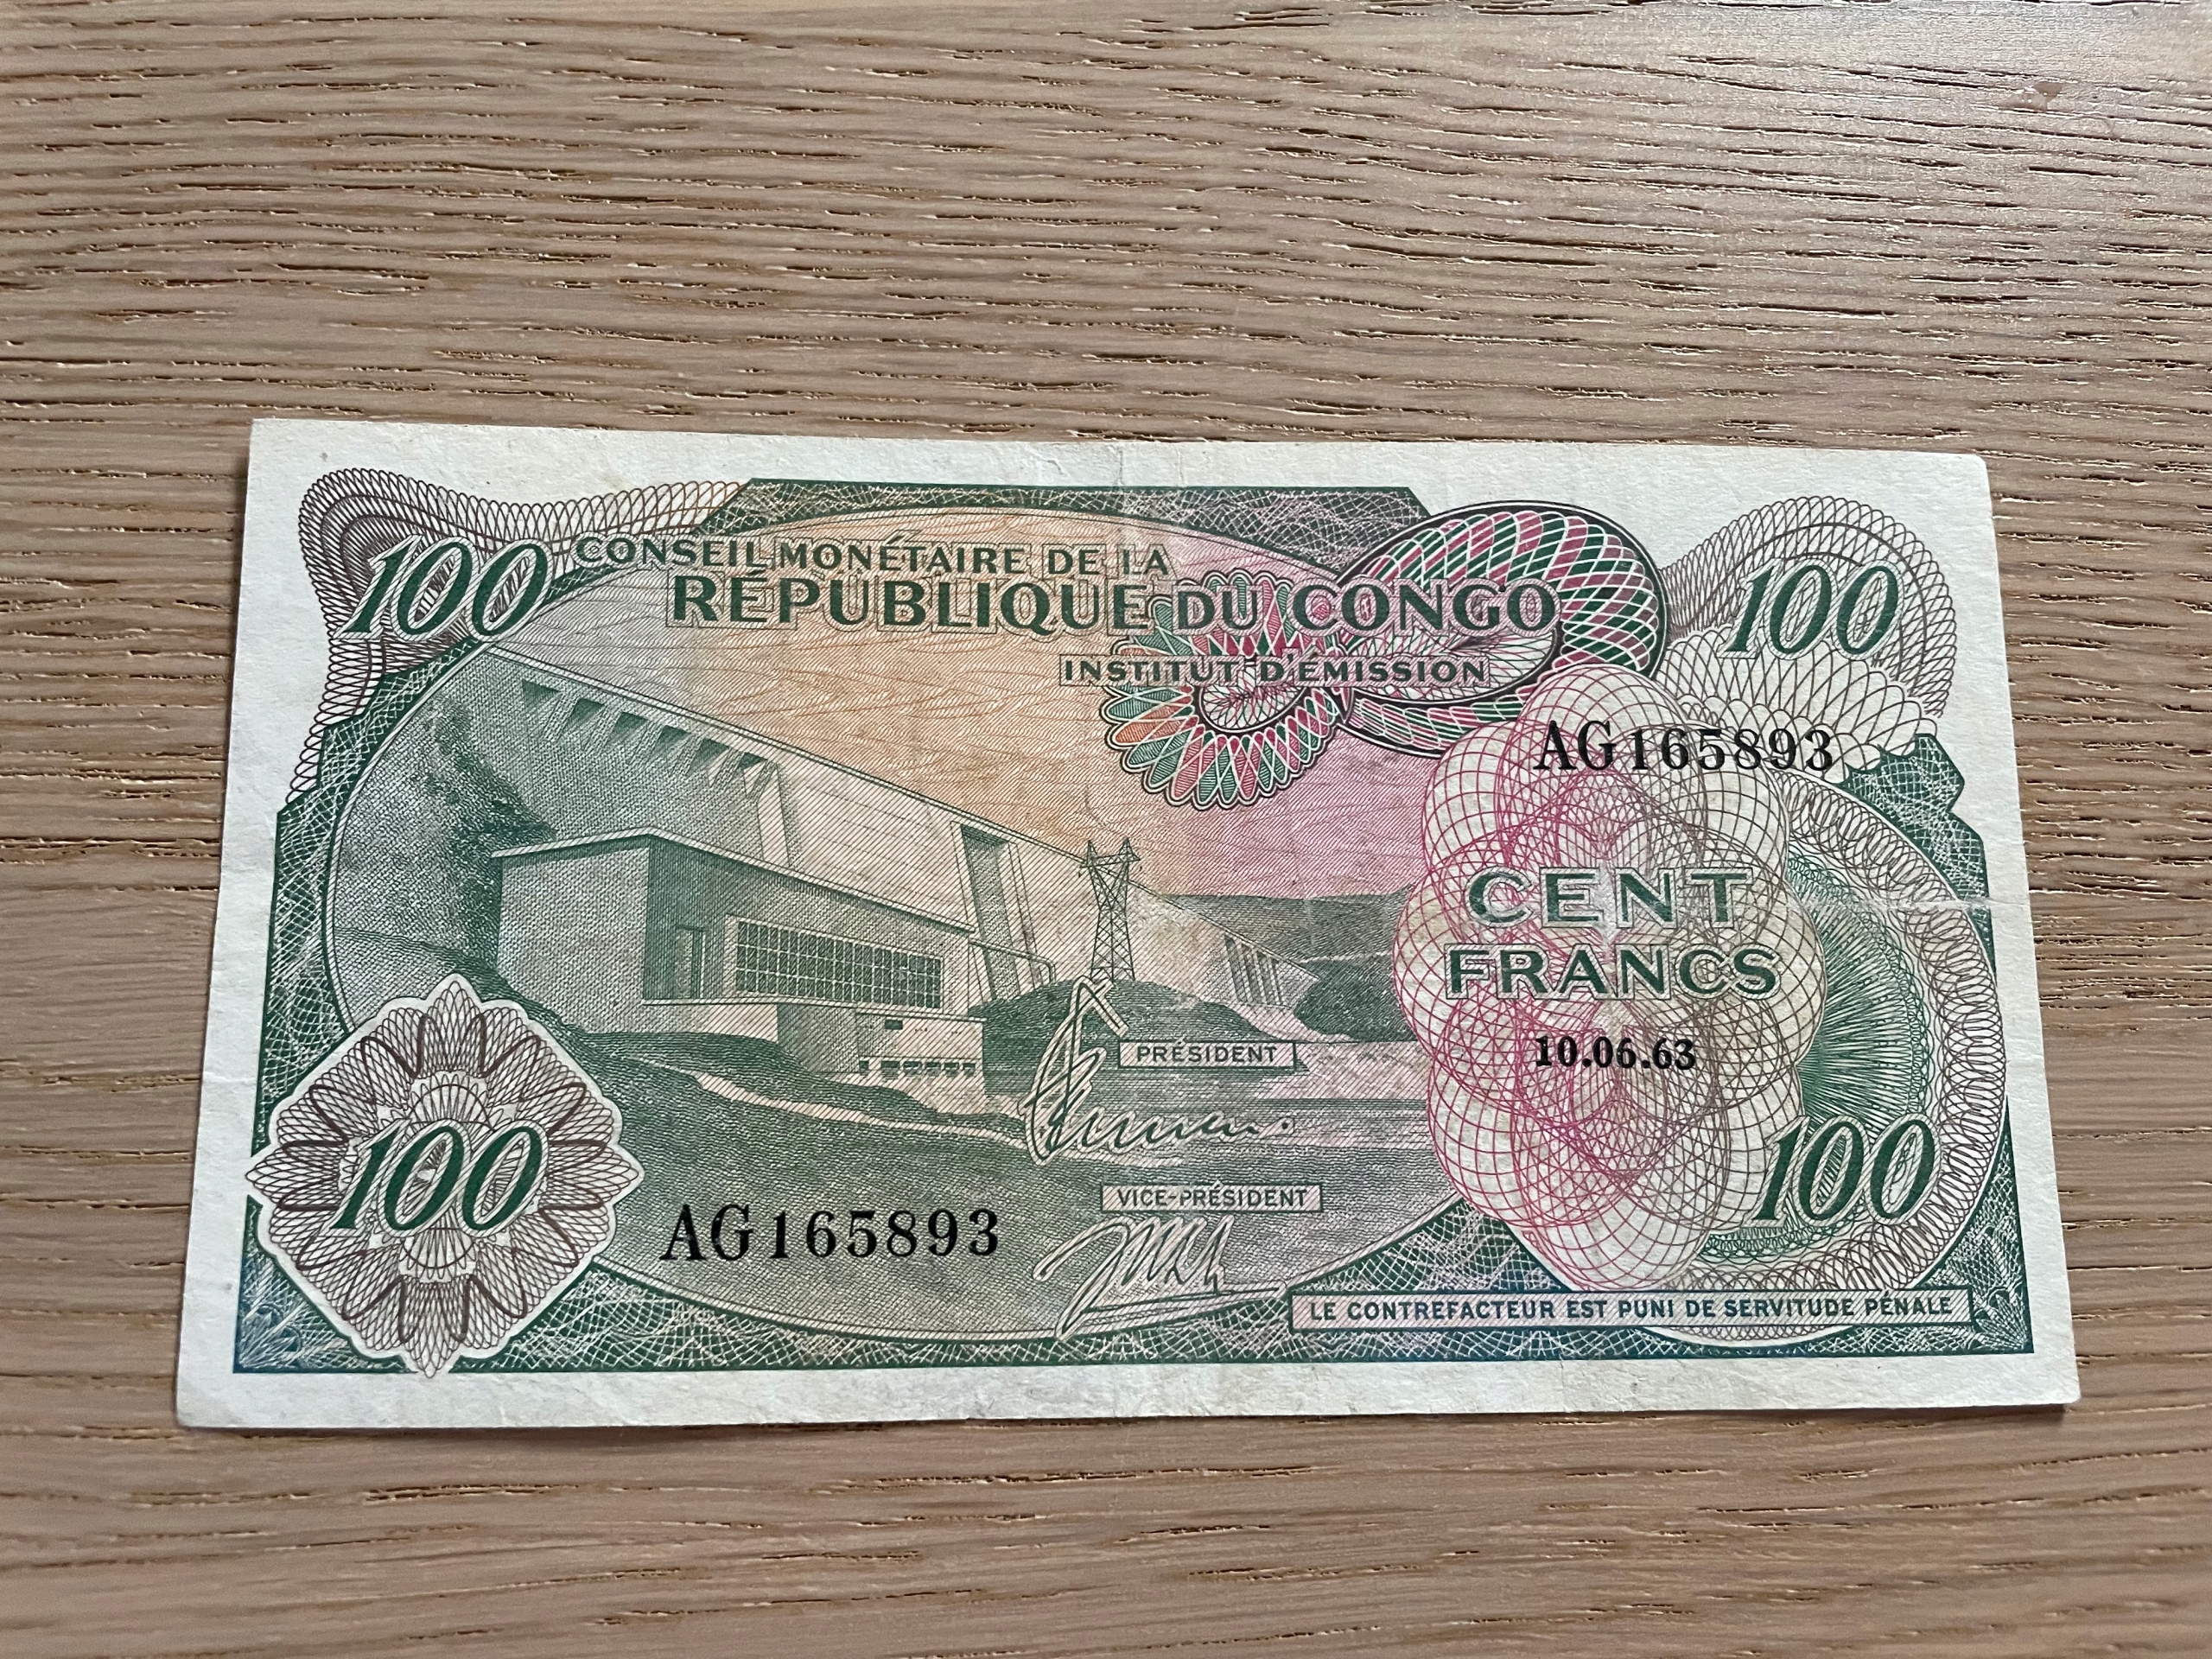 100 CONSEIL MONÉTAIRE DE LA
RÉPUBLIQUE DU CONGO
INSTITUT D'ÉMISSION
100
AG165893
CENT
FRANCS
10.06.63
PRÉSIDENT
VICE-PRÉSIDENT
100
AG165893
100
LE CONTREFACTEUR EST PUNI DE SERVITUDE PÉNALE